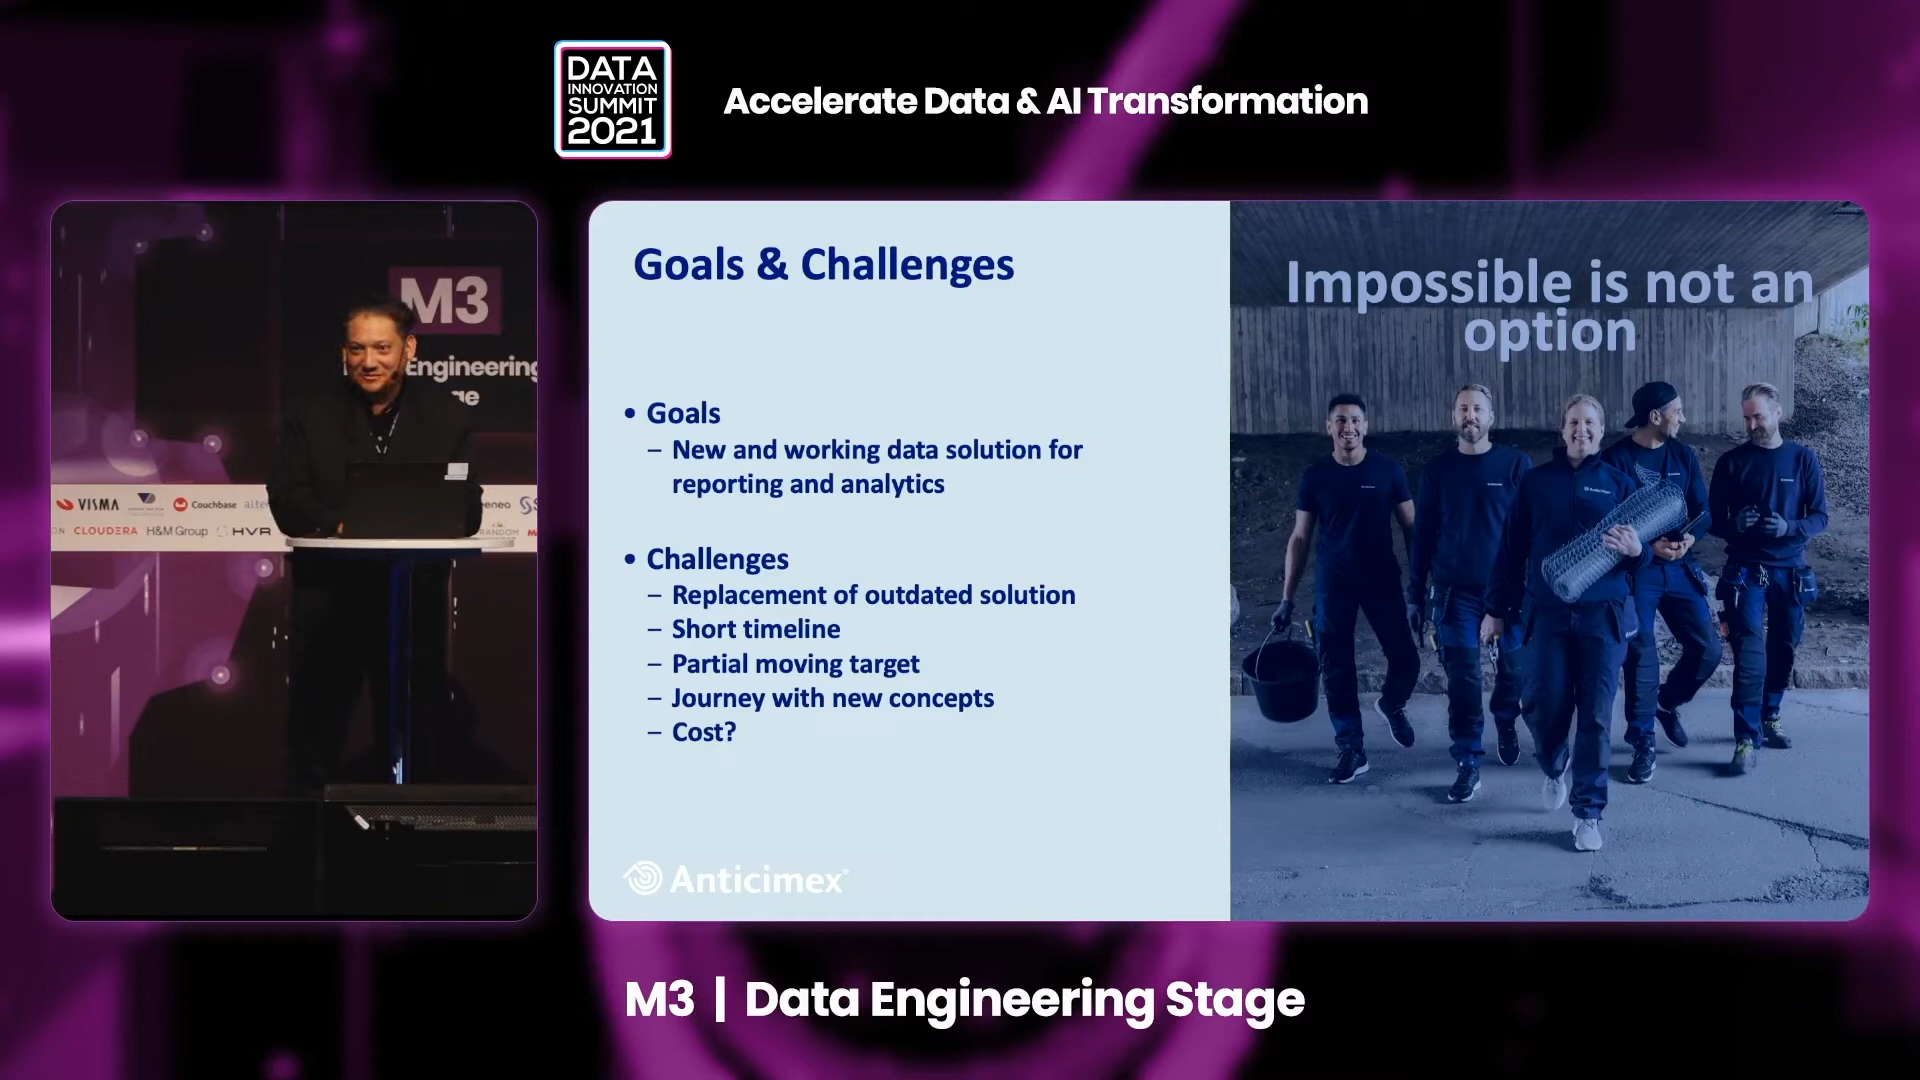 DATA
INNOVATION
SUMMIT
2021
Accelerate Data & AI Transformation
M3
Engineering
ge
VISMA
Couchbase
CLOUDERA
H&M Group
HVR
RANDOM
Goals & Challenges
• Goals
– New and working data solution for
reporting and analytics
• Challenges
– Replacement of outdated solution
– Short timeline
– Partial moving target
– Journey with new concepts
– Cost?
Anticimex
Impossible is not an
option
M3 | Data Engineering Stage